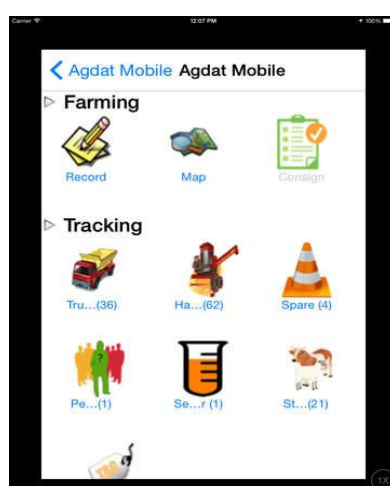 Carrier 12:07 PM 100%
Agdat Mobile Agdat Mobile
Farming
Record Map Consign
Tracking
Tru...(36) Ha...(62) Spare (4)
Pe...(1) Se...r (1) St...(21)
TAG
1X